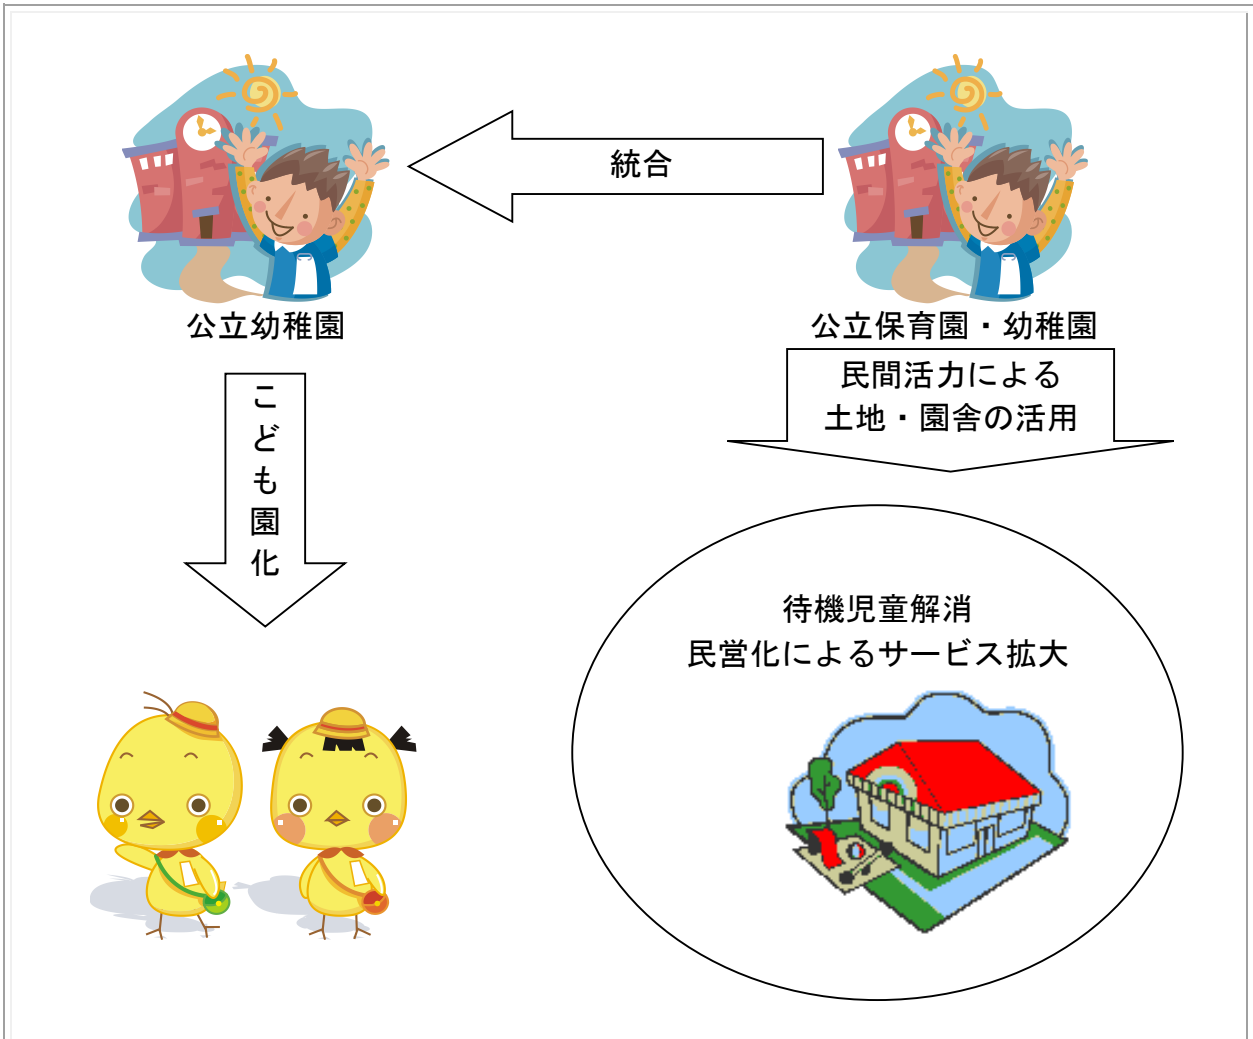 統合
公立幼稚園
公立保育園・幼稚園
こども園化
民間活力による
土地・園舎の活用
待機児童解消
民営化によるサービス拡大